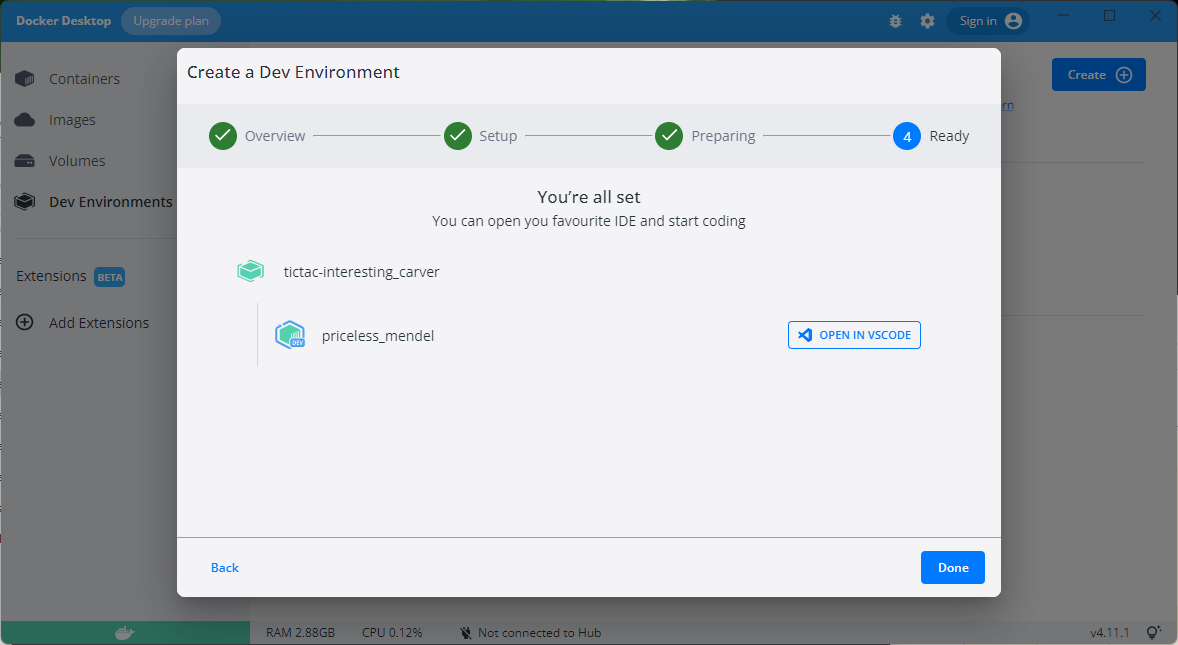 Docker Desktop Upgrade plan Sign in
Create a Dev Environment
Containers
Images
Volumes
Dev Environments
Extensions BETA
Add Extensions
Create
rn
Overview Setup Preparing 4 Ready
You're all set
You can open you favourite IDE and start coding
tictac-interesting_carver
priceless_mendel OPEN IN VSCODE
DEV
Back Done
RAM 2.88GB CPU 0.12% Not connected to Hub v4.11.1